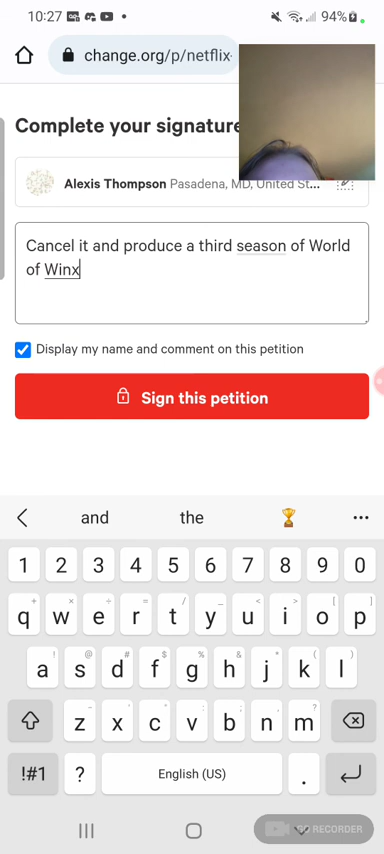 10:27
94%
change.org/p/netflix-
Complete your signature
Alexis Thompson Pasadena, MD, United St...
Cancel it and produce a third season of World
of Winx
Display my name and comment on this petition
Sign this petition
and the 🏆
1 2 3 4 5 6 7 8 9 0
+ × ÷ = / _ < > [ ]
q w e r t y u i o p
! @ # $ % ^ & * ( )
a s d f g h j k l
- ' " : ; , ?
z x c v b n m
!#1 ? English (US) .
GO RECORDER